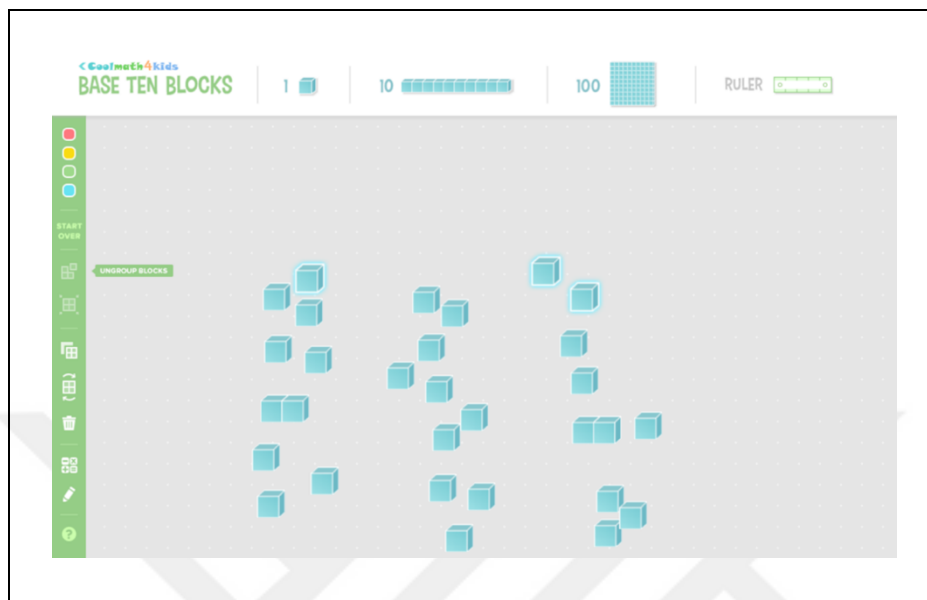 < Coolmath4kids
BASE TEN BLOCKS
1
10
100
RULER
START
OVER
UNGROUP BLOCKS
?